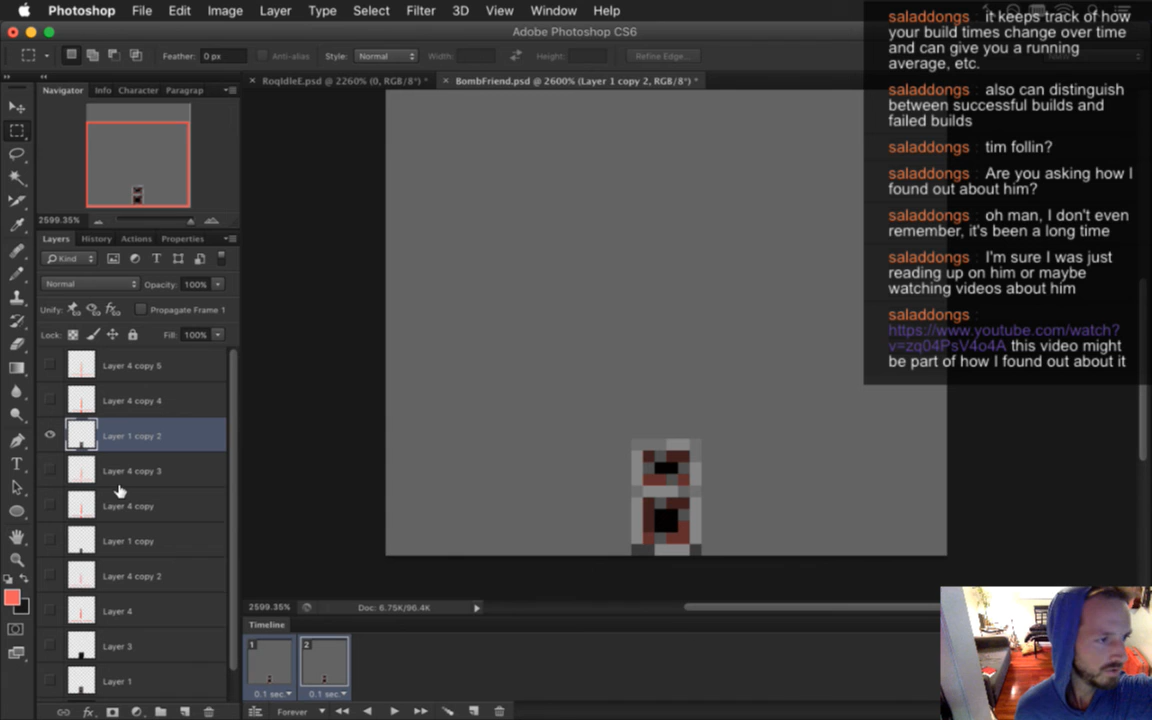 Photoshop File Edit Image Layer Type Select Filter 3D View Window Help
Adobe Photoshop CS6
Feather: 0 px Anti-alias Style: Normal Width: Height: Refine Edge...
RoqIdleE.psd @ 2260% (0, RGB/8*) *
BombFriend.psd @ 2600% (Layer 1 copy 2, RGB/8*) *
Navigator Info Character Paragrap
2599.35%
Layers History Actions Properties
Kind
Normal Opacity: 100%
Unify: Propagate Frame 1
Lock: Fill: 100%
Layer 4 copy 5
Layer 4 copy 4
Layer 1 copy 2
Layer 4 copy 3
Layer 4 copy
Layer 1 copy
Layer 4 copy 2
Layer 4
Layer 3
Layer 1
2599.35% Doc: 6.75K/96.4K
Timeline
1 2
0.1 sec. 0.1 sec.
Forever
saladdongs : it keeps track of how
your build times change over time
and can give you a running
average, etc.
saladdongs : also can distinguish
between successful builds and
failed builds
saladdongs : tim follin?
saladdongs : Are you asking how I
found out about him?
saladdongs : oh man, I don't even
remember, it's been a long time
saladdongs : I'm sure I was just
reading up on him or maybe
watching videos about him
saladdongs :
https://www.youtube.com/watch?
v=zq04PsV4o4A this video might
be part of how I found out about it